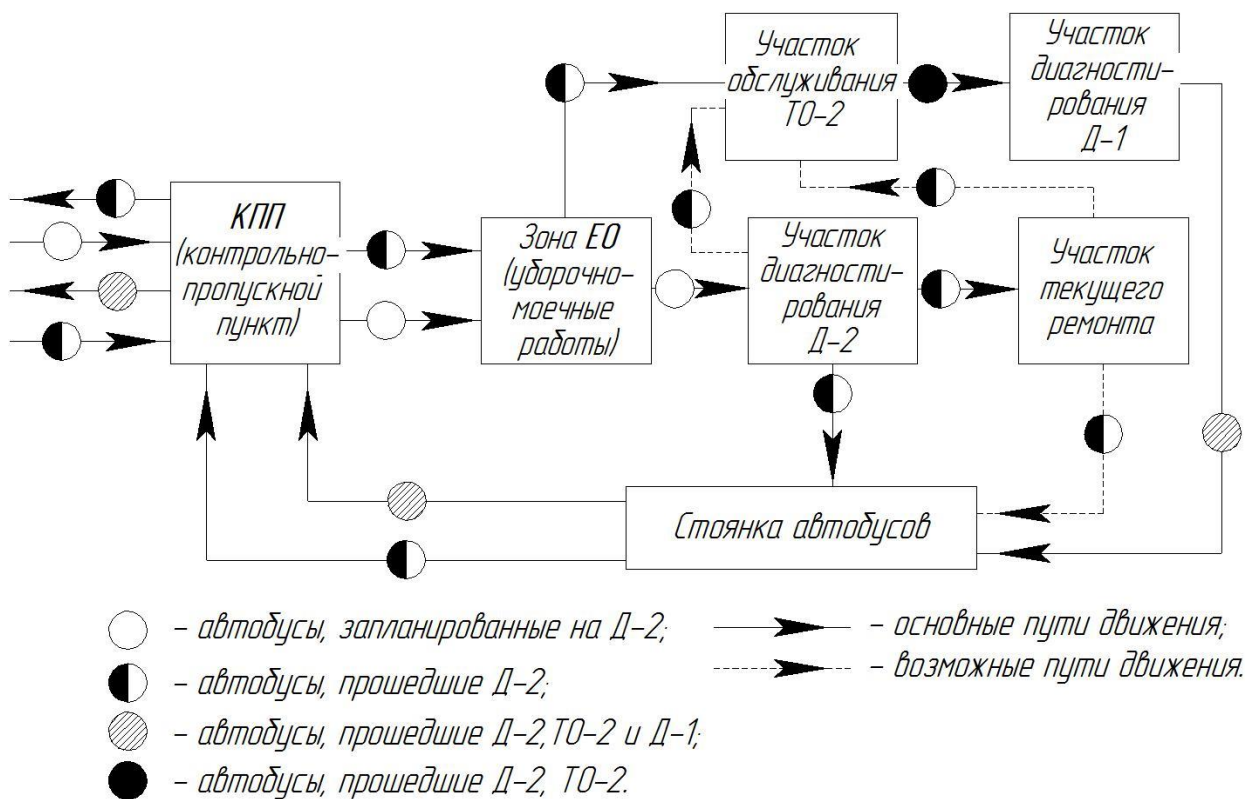 Участок
обслуживания
ТО-2
Участок
диагности-
рования
Д-1
КПП
(контрольно-
пропускной
пункт)
Зона ЕО
(уборочно-
моечные
работы)
Участок
диагности-
рования
Д-2
Участок
текущего
ремонта
Стоянка автобусов
- автобусы, запланированные на Д-2;
- автобусы, прошедшие Д-2;
- автобусы, прошедшие Д-2,ТО-2 и Д-1;
- автобусы, прошедшие Д-2, ТО-2.
- основные пути движения;
- возможные пути движения.